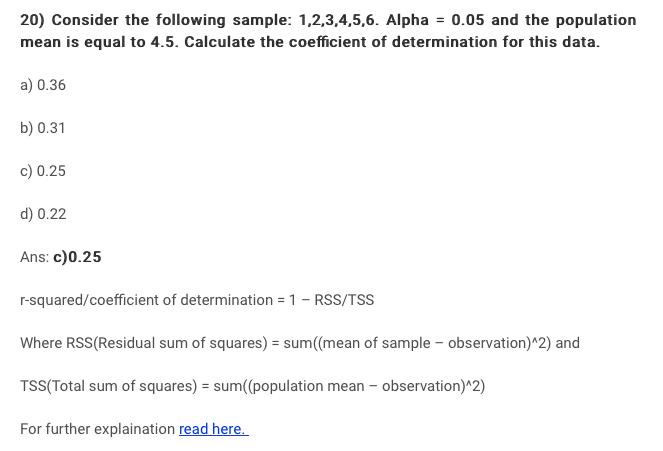 20) Consider the following sample: 1,2,3,4,5,6. Alpha = 0.05 and the population
mean is equal to 4.5. Calculate the coefficient of determination for this data.
a) 0.36
b) 0.31
c) 0.25
d) 0.22
Ans: c)0.25
r-squared/coefficient of determination = 1 – RSS/TSS
Where RSS(Residual sum of squares) = sum((mean of sample – observation)^2) and
TSS(Total sum of squares) = sum((population mean – observation)^2)
For further explaination read here.